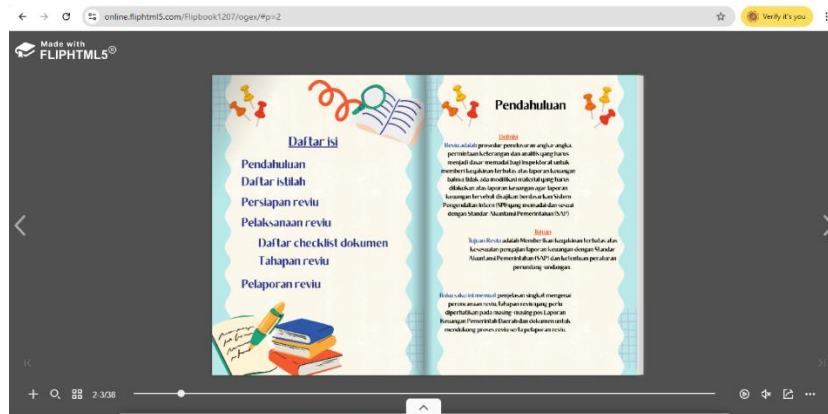 online.fliphtml5.com/Flipbook1207/ogex/#p=2
Verify it's you
Made with
FLIPHTML5®
Daftar isi
Pendahuluan
Daftar istilah
Persiapan reviu
Pelaksanaan reviu
Daftar checklist dokumen
Tahapan reviu
Pelaporan reviu
Pendahuluan
Definisi
Reviu adalah prosedur penelusuran angka-angka,
permintaan keterangan dan analitis yang harus
menjadi dasar memadai bagi Inspektorat untuk
memberi keyakinan terbatas atas laporan keuangan
bahwa tidak ada modifikasi material yang harus
dilakukan atas laporan keuangan agar laporan
keuangan tersebut disajikan berdasarkan Sistem
Pengendalian Intern (SPI) yang memadai dan sesuai
dengan Standar Akuntansi Pemerintahan (SAP)
Tujuan
Tujuan Reviu adalah Memberikan keyakinan terbatas atas
kesesuaian pengajian laporan keuangan dengan Standar
Akuntansi Pemerintahan (SAP) dan ketentuan peraturan
perundang-undangan.
Buku saku ini memuat penjelasan singkat mengenai
perencanaan reviu, tahapan reviu yang perlu
diperhatikan pada masing-masing pos Laporan
Keuangan Pemerintah Daerah dan dokumen untuk
mendukung proses reviu serta pelaporan reviu.
2-3/38